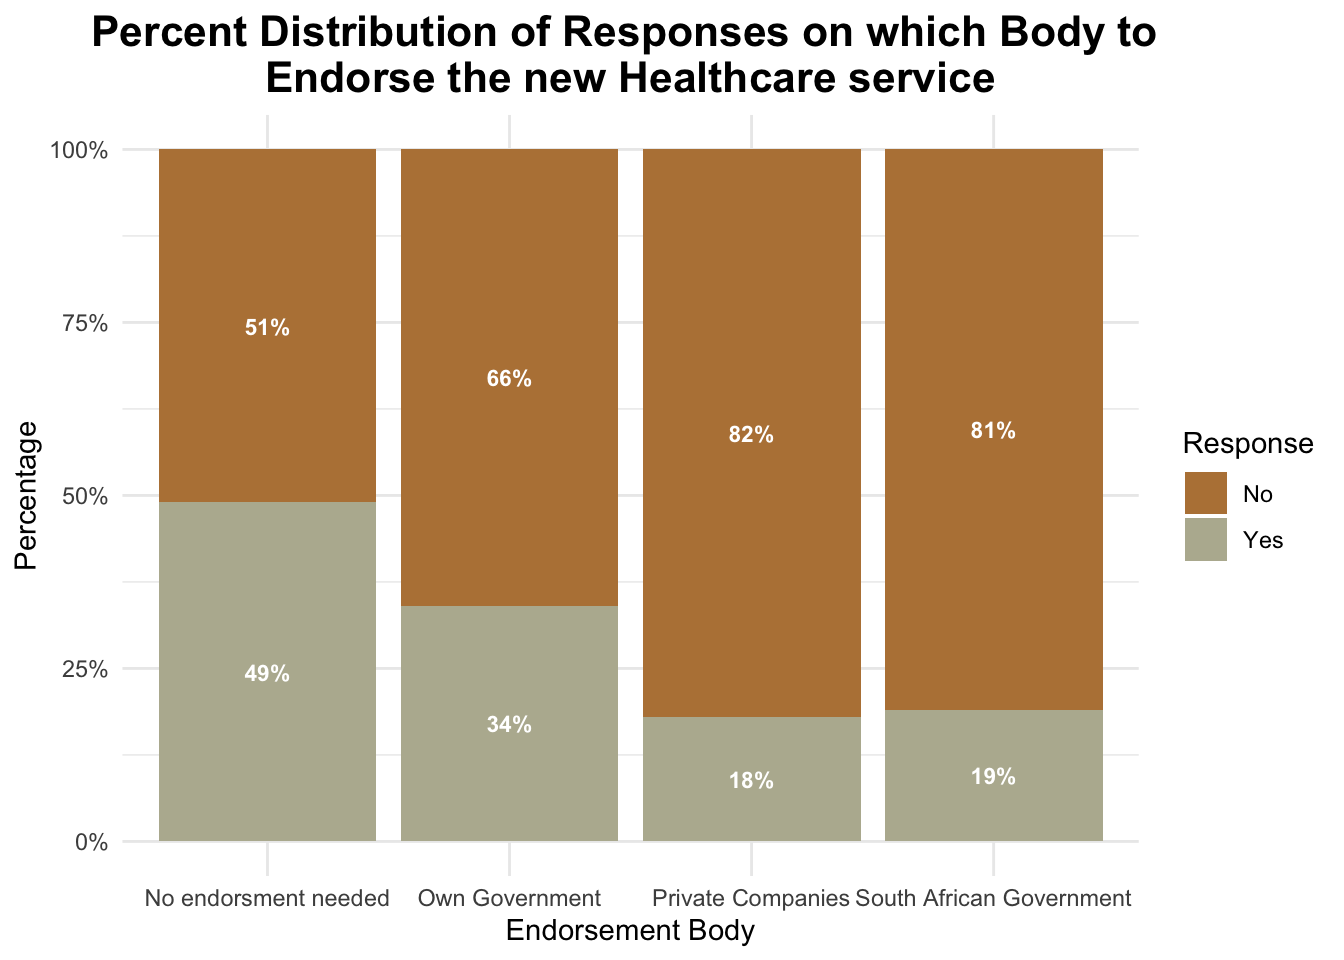 Percent Distribution of Responses on which Body to
Endorse the new Healthcare service
100%
75%
50%
25%
0%
Percentage
51%
66%
82%
81%
49%
34%
18%
19%
No endorsment needed
Own Government
Private Companies
South African Government
Endorsement Body
Response
No
Yes